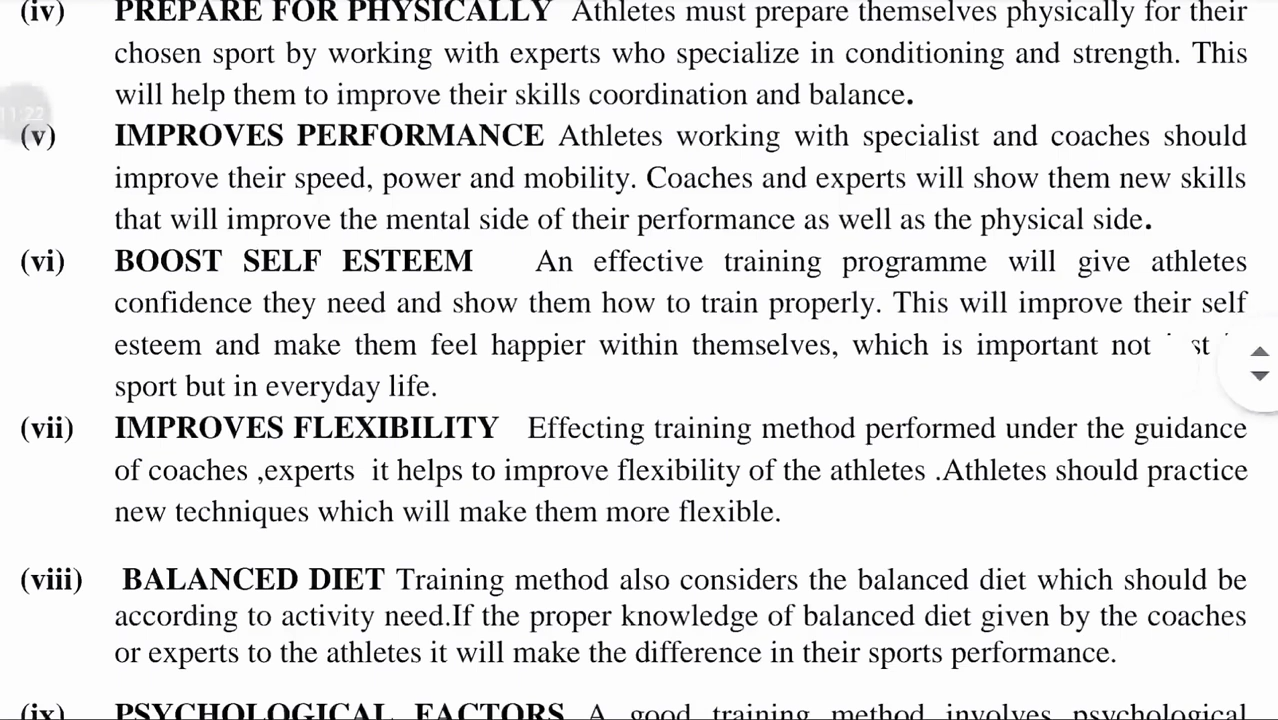 (iv) PREPARE FOR PHYSICALLY Athletes must prepare themselves physically for their
chosen sport by working with experts who specialize in conditioning and strength. This
will help them to improve their skills coordination and balance.
11:22
(v) IMPROVES PERFORMANCE Athletes working with specialist and coaches should
improve their speed, power and mobility. Coaches and experts will show them new skills
that will improve the mental side of their performance as well as the physical side.
(vi) BOOST SELF ESTEEM An effective training programme will give athletes
confidence they need and show them how to train properly. This will improve their self
esteem and make them feel happier within themselves, which is important not
sport but in everyday life.
(vii) IMPROVES FLEXIBILITY Effecting training method performed under the guidance
of coaches ,experts it helps to improve flexibility of the athletes .Athletes should practice
new techniques which will make them more flexible.
(viii) BALANCED DIET Training method also considers the balanced diet which should be
according to activity need.If the proper knowledge of balanced diet given by the coaches
or experts to the athletes it will make the difference in their sports performance.
(ix) PSYCHOLOGICAL FACTORS A good training method involves psychological